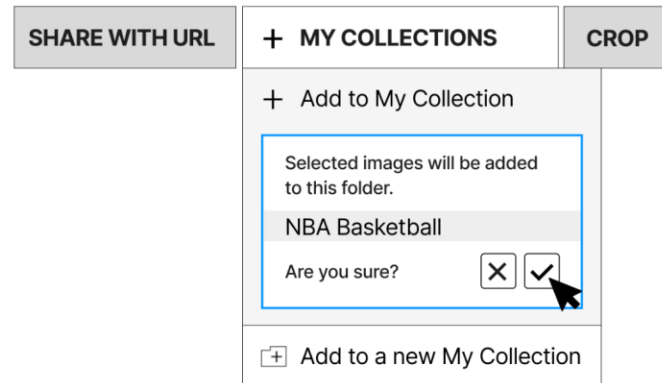 SHARE WITH URL
+ MY COLLECTIONS
CROP
+ Add to My Collection
Selected images will be added
to this folder.
NBA Basketball
Are you sure?
Add to a new My Collection